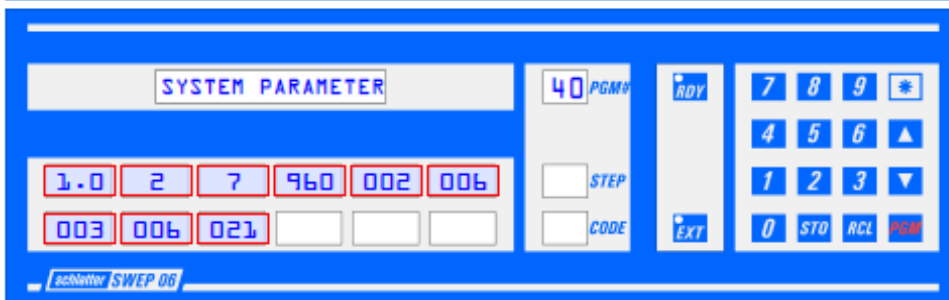 SYSTEM PARAMETER
40 PGM#
RDY
7 8 9 *
4 5 6 ▲
1.0 2 7 960 002 006
STEP
1 2 3 ▼
003 006 021
CODE
EXT
0 STO RCL PGM
schlatter SWEP 06